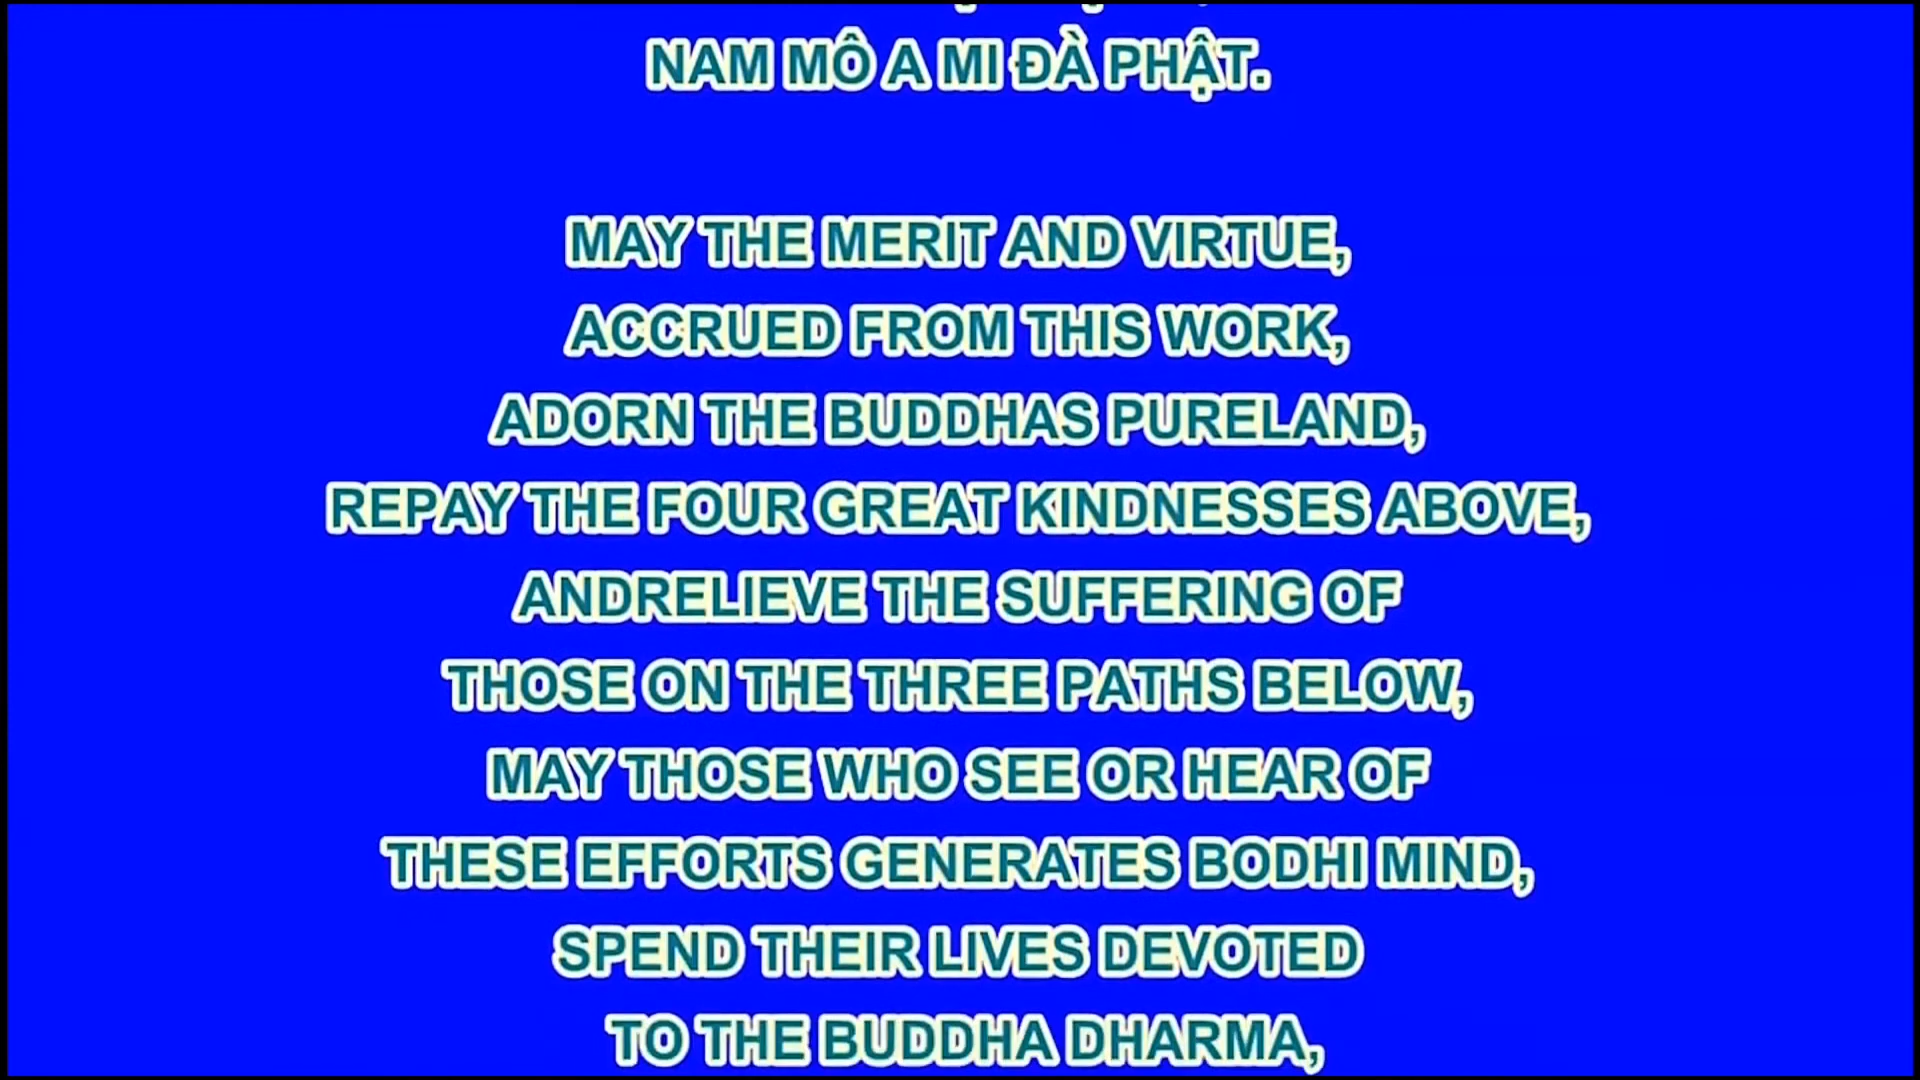 NAM MÔ A MI ĐÀ PHẬT.
MAY THE MERIT AND VIRTUE,
ACCRUED FROM THIS WORK,
ADORN THE BUDDHAS PURELAND,
REPAY THE FOUR GREAT KINDNESSES ABOVE,
ANDRELIEVE THE SUFFERING OF
THOSE ON THE THREE PATHS BELOW,
MAY THOSE WHO SEE OR HEAR OF
THESE EFFORTS GENERATES BODHI MIND,
SPEND THEIR LIVES DEVOTED
TO THE BUDDHA DHARMA,